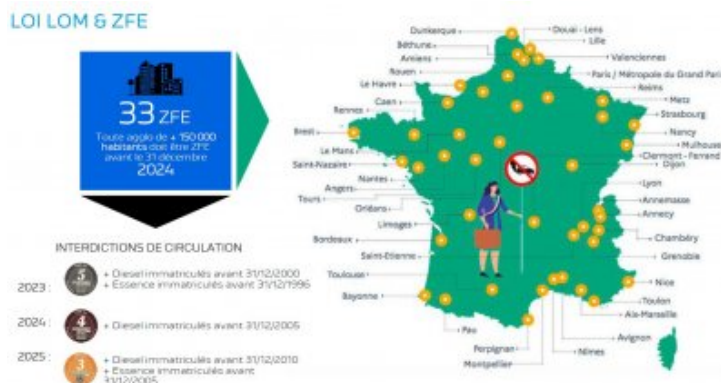 LOI LOM & ZFE
33 ZFE
Toute agglo de + 150 000
habitants doit être ZFE
avant le 31 décembre
2024
INTERDICTIONS DE CIRCULATION
2023 :
5
+ Diesel immatriculés avant 31/12/2000
+ Essence immatriculés avant 31/12/1996
2024 :
4
+ Diesel immatriculés avant 31/12/2005
2025 :
3
+ Diesel immatriculés avant 31/12/2010
+ Essence immatriculés avant
31/12/2005
Dunkerque
Béthune
Amiens
Rouen
Le Havre
Caen
Rennes
Brest
Le Mans
Saint-Nazaire
Nantes
Angers
Tours
Orléans
Limoges
Bordeaux
Saint-Etienne
Toulouse
Bayonne
Pau
Perpignan
Montpellier
Douai - Lens
Lille
Valenciennes
Paris / Métropole du Grand Paris
Reims
Metz
Strasbourg
Nancy
Mulhouse
Clermont - Ferrand
Dijon
Lyon
Annemasse
Annecy
Chambéry
Grenoble
Nice
Toulon
Aix-Marseille
Avignon
Nîmes